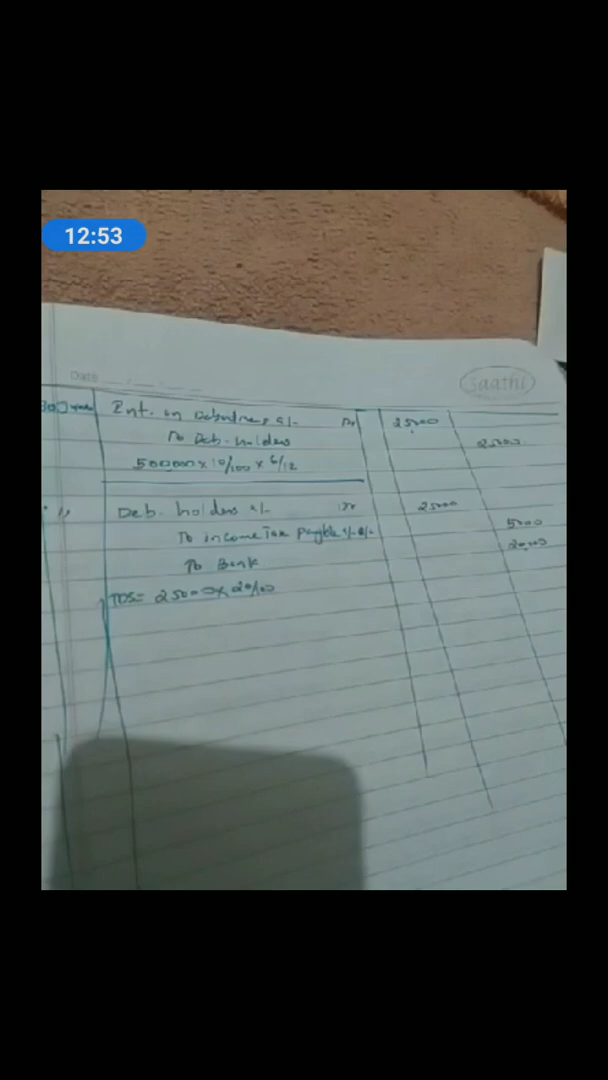 12:53
Date
Saathi
Int. on Debentures a/- Dr 25000
To Deb. holders 25000
500000 x 10/100 x 6/12
" Deb. holders a/- Dr 25000
To income Tax Payable a/- 5000
To Bank 20000
TDS = 25000 x 20/100